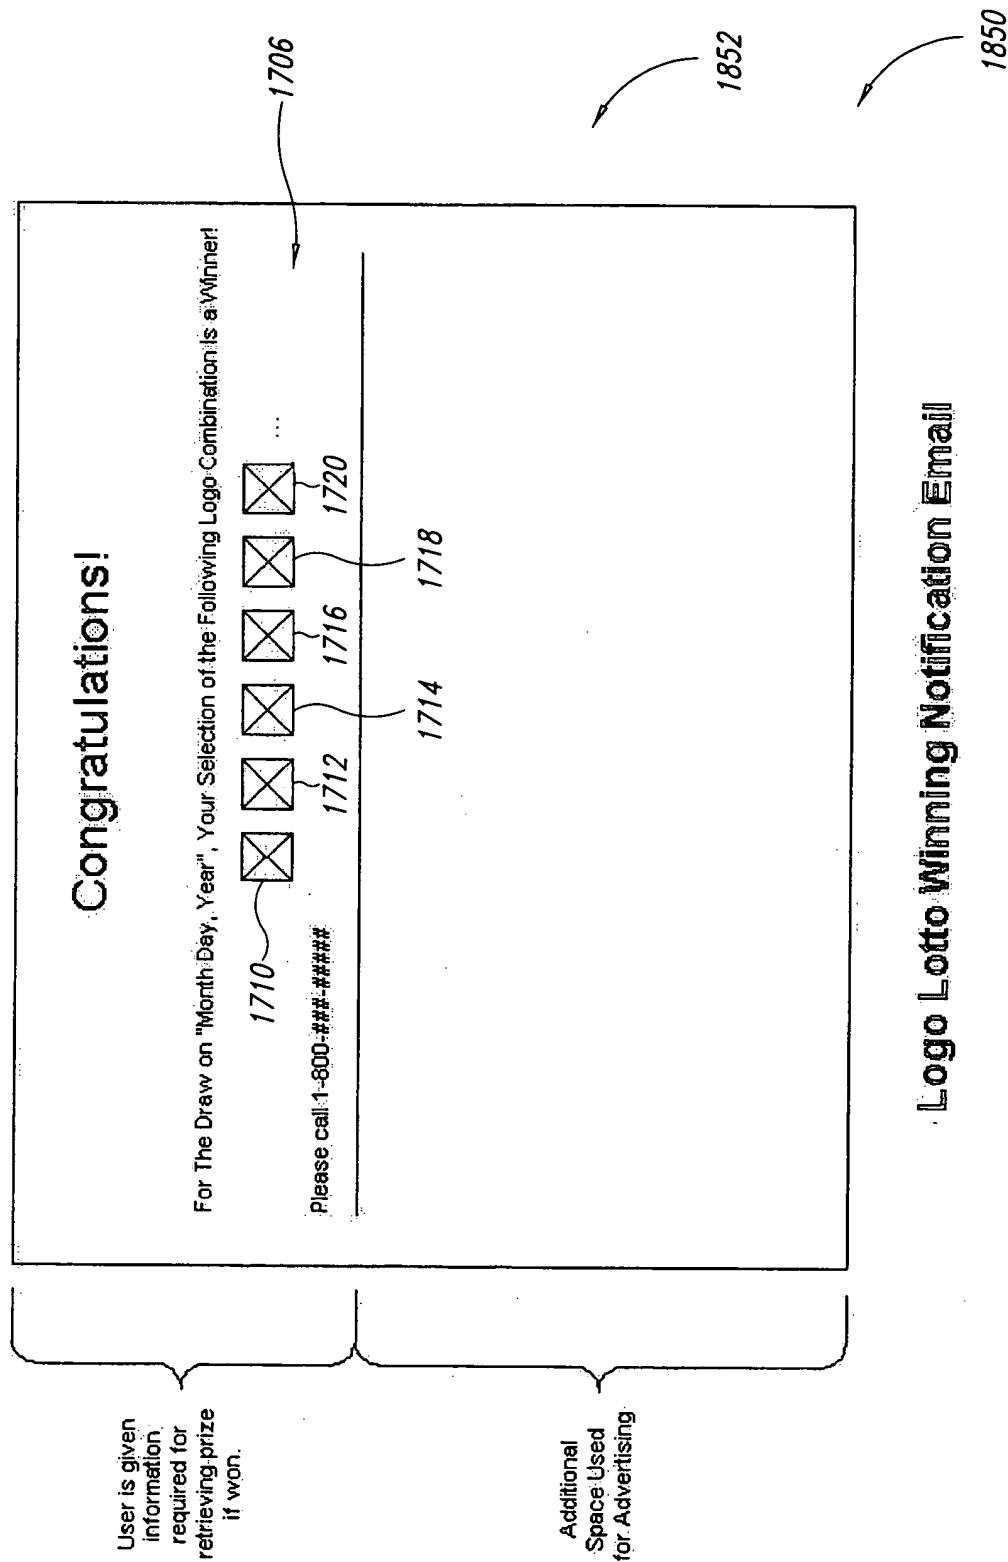 Congratulations!
For The Draw on "Month Day, Year", Your Selection of the Following Logo Combination is a Winner!
...
1710
1712
1714
1716
1718
1720
1706
Please call 1-800-###-#####
User is given
information
required for
retrieving prize
if won.
Additional
Space Used
for Advertising
1852
1850
Logo Lotto Winning Notification Email